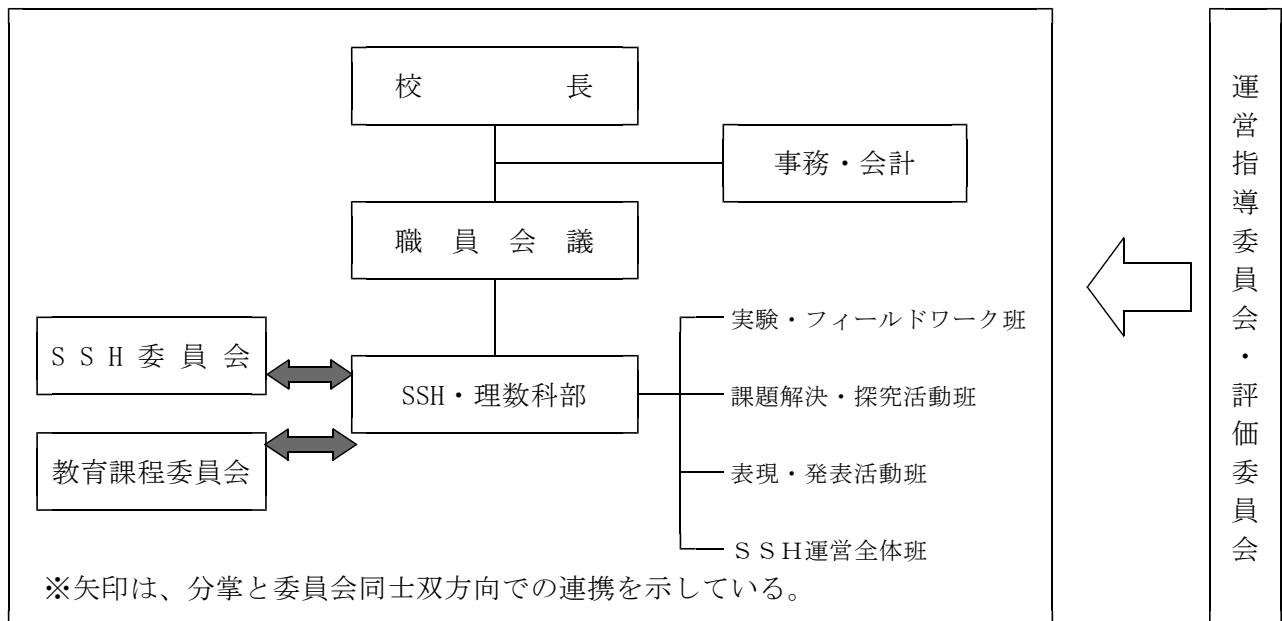 校　　　　　長
事務・会計
職　員　会　議
実験・フィールドワーク班
ＳＳＨ委員会
SSH・理数科部
課題解決・探究活動班
教育課程委員会
表現・発表活動班
ＳＳＨ運営全体班
※矢印は、分掌と委員会同士双方向での連携を示している。
運営指導委員会・評価委員会